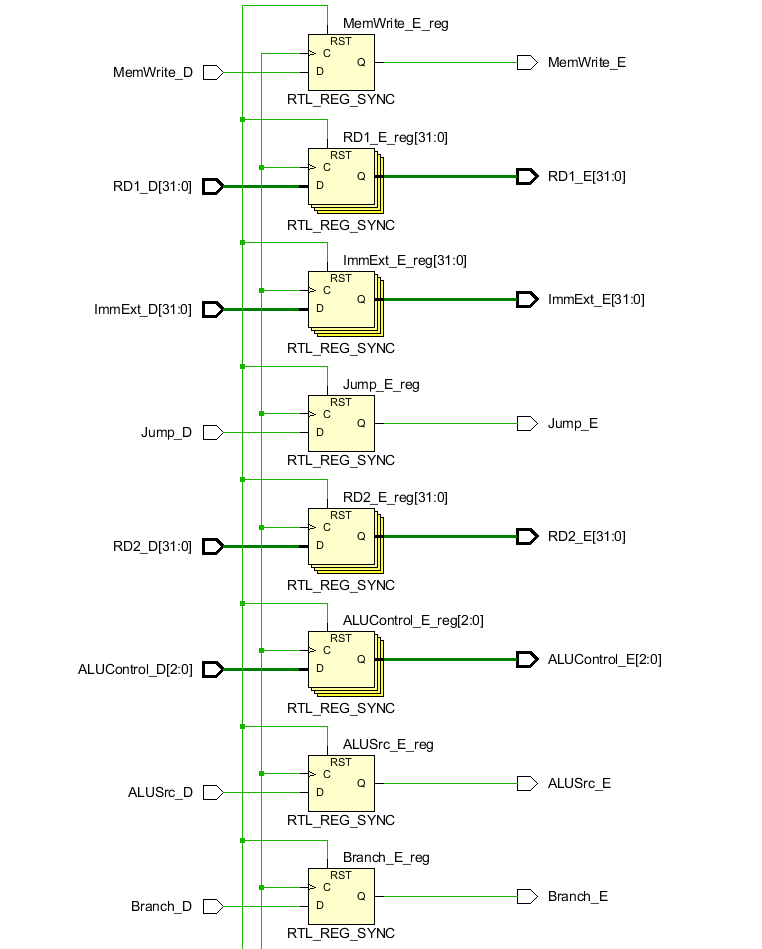 MemWrite_E_reg
RST
C
MemWrite_D
D
Q
MemWrite_E
RTL_REG_SYNC
RD1_E_reg[31:0]
RST
C
RD1_D[31:0]
D
Q
RD1_E[31:0]
RTL_REG_SYNC
ImmExt_E_reg[31:0]
RST
C
ImmExt_D[31:0]
D
Q
ImmExt_E[31:0]
RTL_REG_SYNC
Jump_E_reg
RST
C
Jump_D
D
Q
Jump_E
RTL_REG_SYNC
RD2_E_reg[31:0]
RST
C
RD2_D[31:0]
D
Q
RD2_E[31:0]
RTL_REG_SYNC
ALUControl_E_reg[2:0]
RST
C
ALUControl_D[2:0]
D
Q
ALUControl_E[2:0]
RTL_REG_SYNC
ALUSrc_E_reg
RST
C
ALUSrc_D
D
Q
ALUSrc_E
RTL_REG_SYNC
Branch_E_reg
RST
C
Branch_D
D
Q
Branch_E
RTL_REG_SYNC